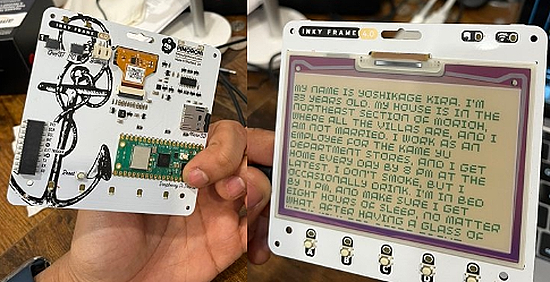 INKY FRAME
MicroSD
Reset
Raspberry
INKY FRAME 4.0
MY NAME IS YOSHIKAGE KIRA. I'M
33 YEARS OLD. MY HOUSE IS IN THE
NORTHEAST SECTION OF MORIOH,
WHERE ALL THE VILLAS ARE, AND I
AM NOT MARRIED. I WORK AS AN
EMPLOYEE FOR THE KAME YU
DEPARTMENT STORES, AND I GET
HOME EVERY DAY BY 8 PM AT THE
LATEST. I DON'T SMOKE, BUT I
OCCASIONALLY DRINK. I'M IN BED
BY 11 PM, AND MAKE SURE I GET
EIGHT HOURS OF SLEEP, NO MATTER
WHAT. AFTER HAVING A GLASS OF
A B C D E